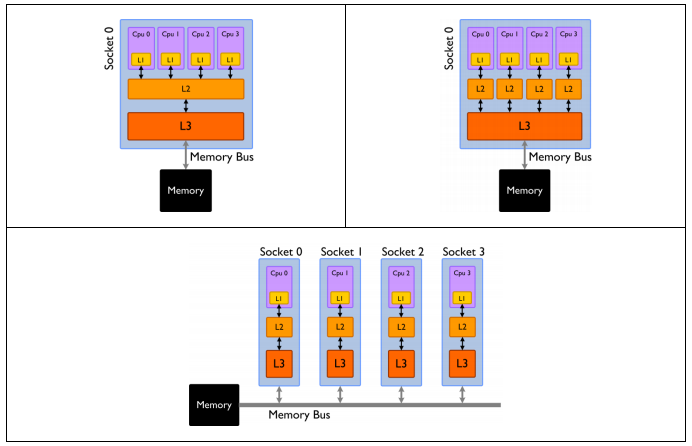 Socket 0
Cpu 0 Cpu 1 Cpu 2 Cpu 3
L1 L1 L1 L1
L2
L3
Memory Bus
Memory
Socket 0
Cpu 0 Cpu 1 Cpu 2 Cpu 3
L1 L1 L1 L1
L2 L2 L2 L2
L3
Memory Bus
Memory
Socket 0 Socket 1 Socket 2 Socket 3
Cpu 0 Cpu 1 Cpu 2 Cpu 3
L1 L1 L1 L1
L2 L2 L2 L2
L3 L3 L3 L3
Memory
Memory Bus